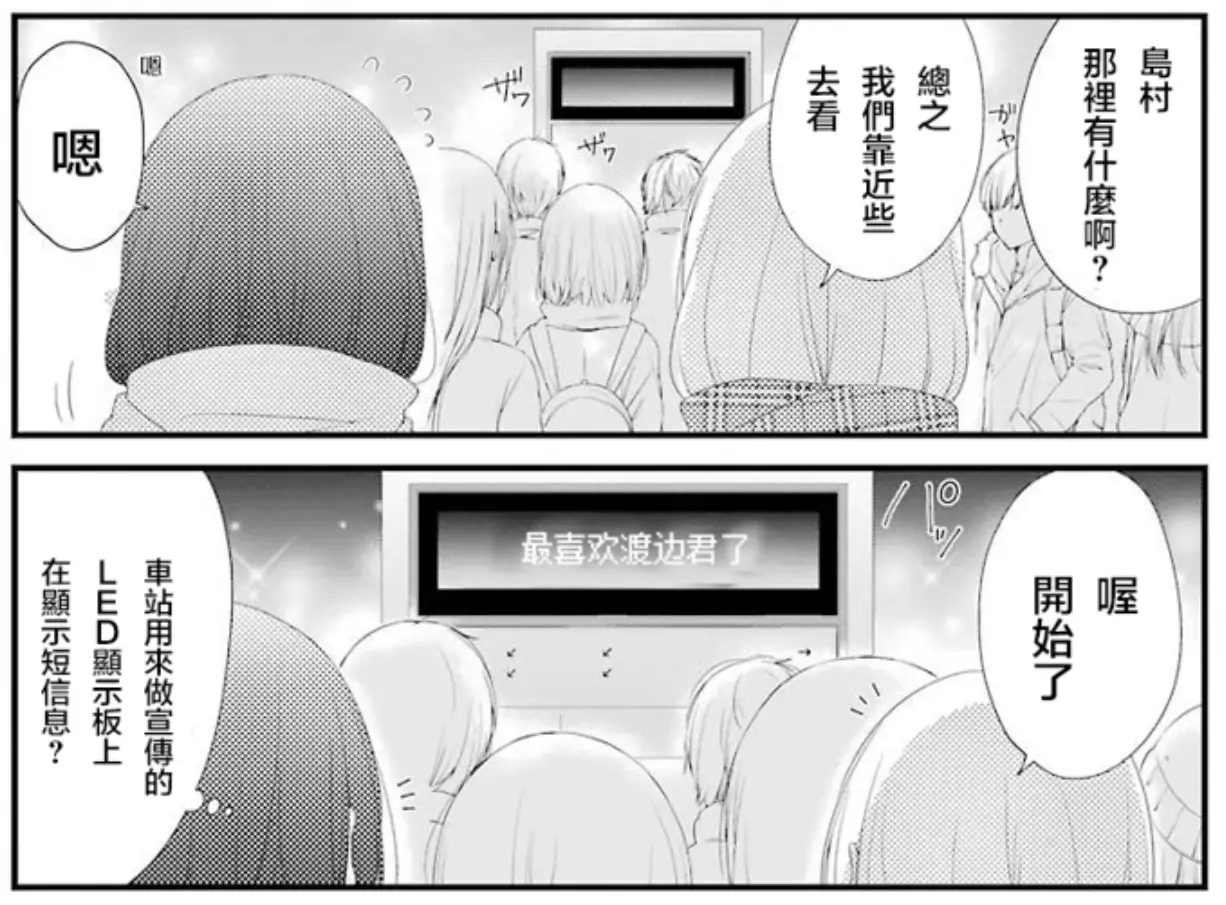 島村
那裡有什麼啊?
總之
我們靠近些
去看
ガヤ
ザワ
ザワ
嗯
嗯
喔
開始了
パッ
最喜欢渡边君了
車站用來做宣傳的
LED顯示板上
在顯示短信息?